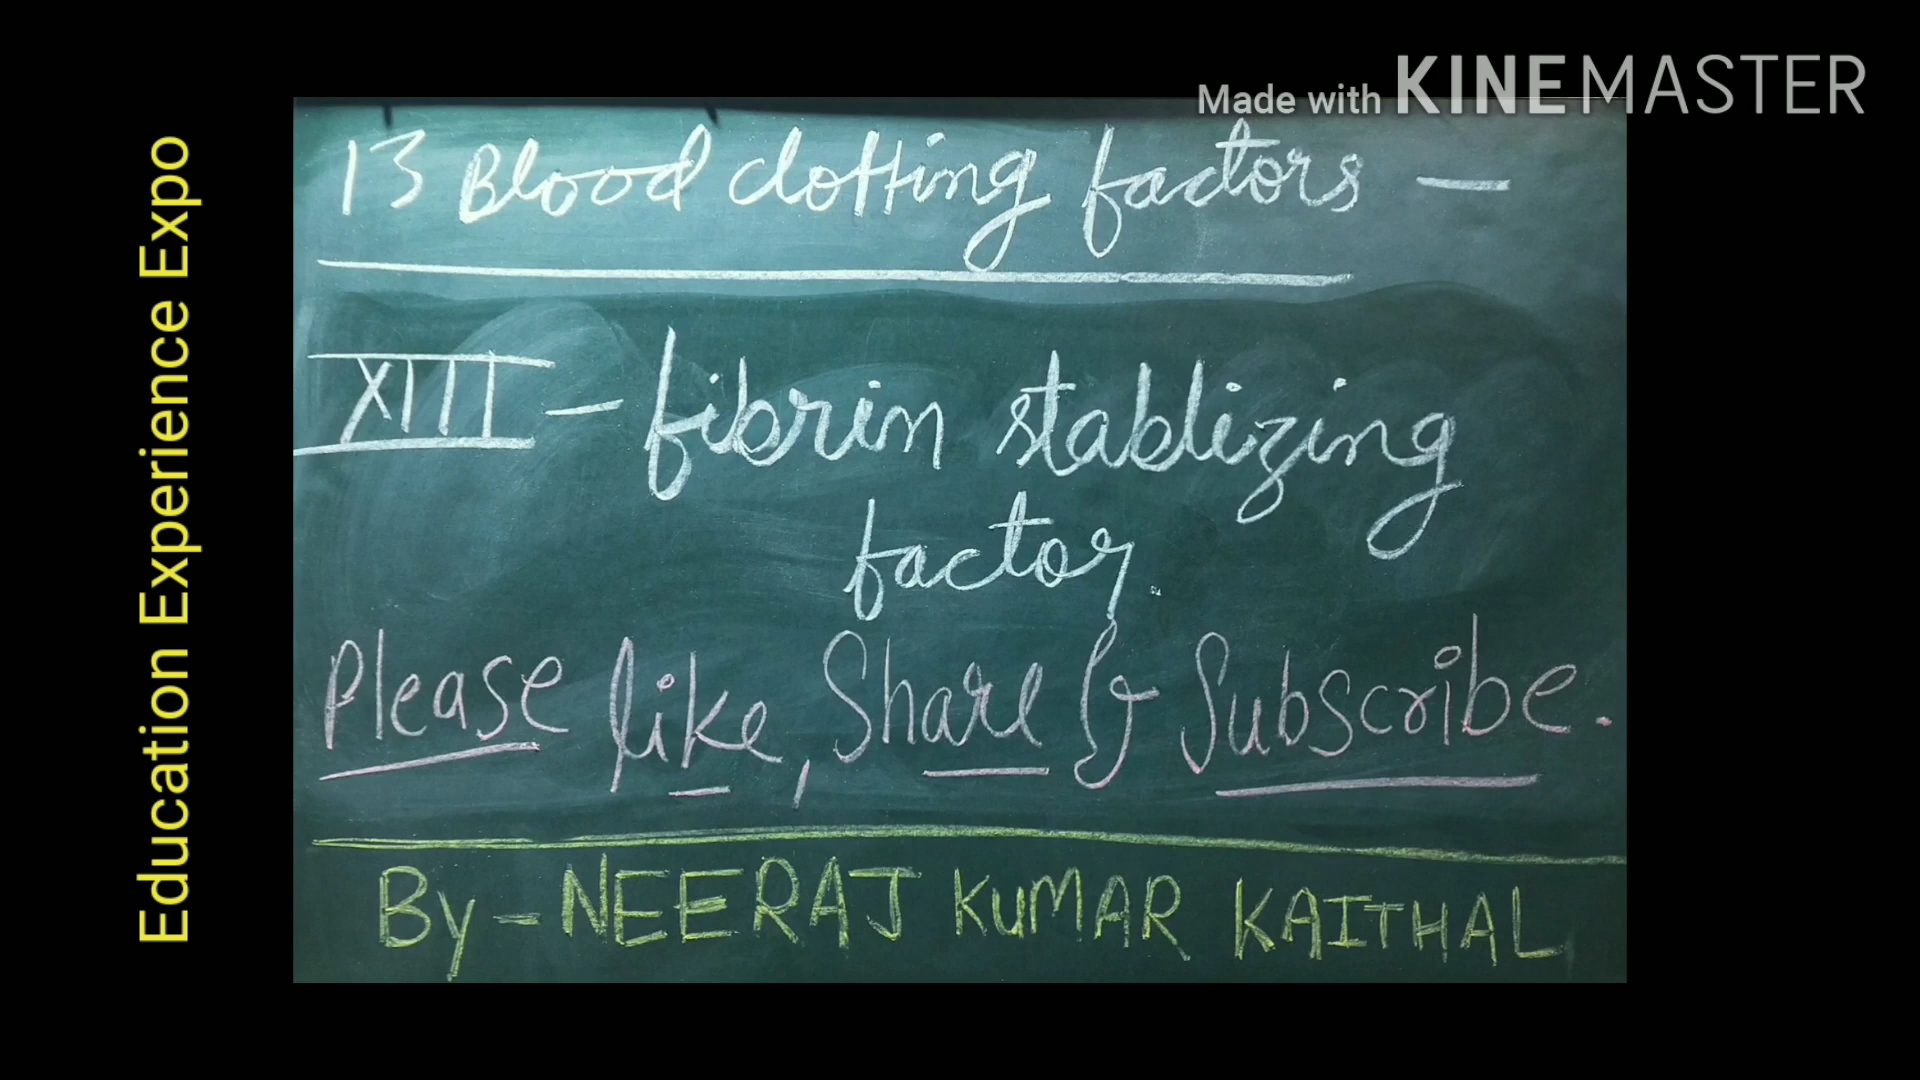 Made with KINEMASTER
Education Experience Expo
13 Blood clotting factors -
XIII - fibrin stablizing
factor.
Please like, Share & Subscribe.
By - NEERAJ KUMAR KAITHAL